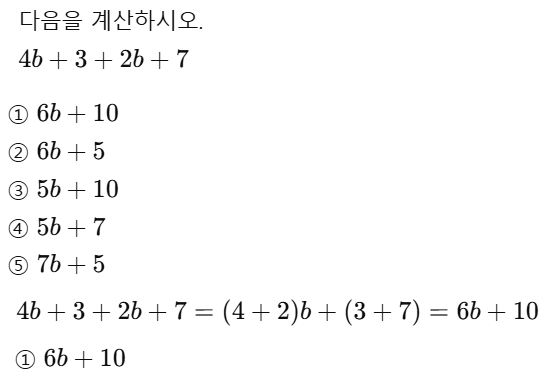 다음을 계산하시오.
4b + 3 + 2b + 7
① 6b + 10
② 6b + 5
③ 5b + 10
④ 5b + 7
⑤ 7b + 5
4b + 3 + 2b + 7 = (4 + 2)b + (3 + 7) = 6b + 10
① 6b + 10